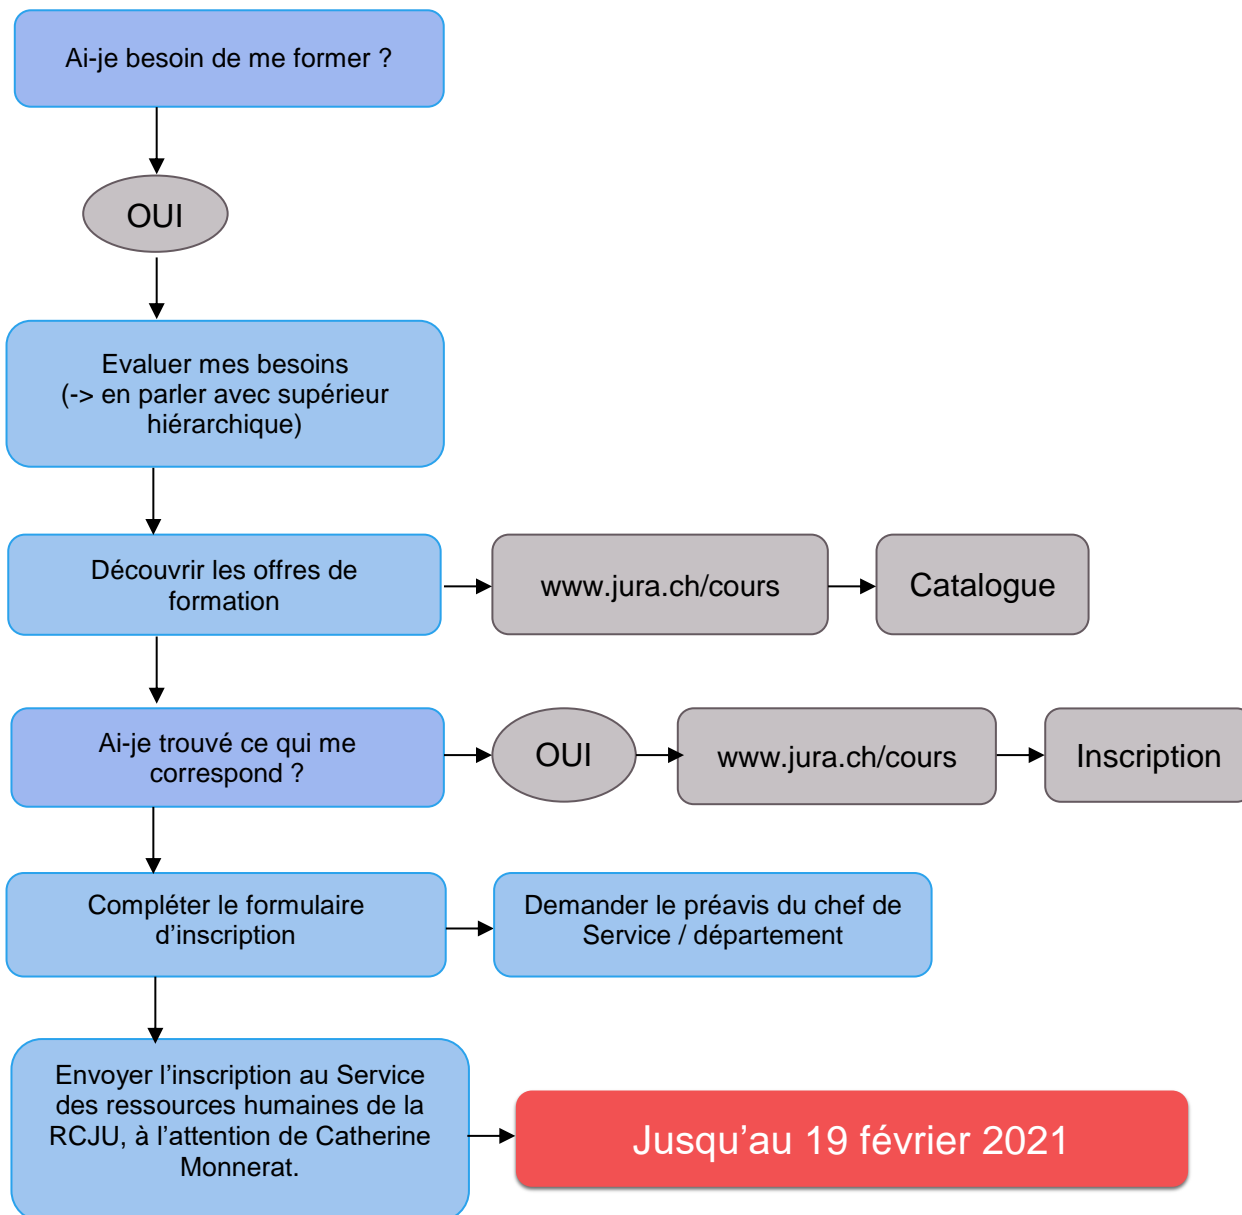 Ai-je besoin de me former ?
OUI
Evaluer mes besoins
(-> en parler avec supérieur
hiérarchique)
Découvrir les offres de
formation
www.jura.ch/cours
Catalogue
Ai-je trouvé ce qui me
correspond ?
OUI
www.jura.ch/cours
Inscription
Compléter le formulaire
d’inscription
Demander le préavis du chef de
Service / département
Envoyer l’inscription au Service
des ressources humaines de la
RCJU, à l’attention de Catherine
Monnerat.
Jusqu’au 19 février 2021